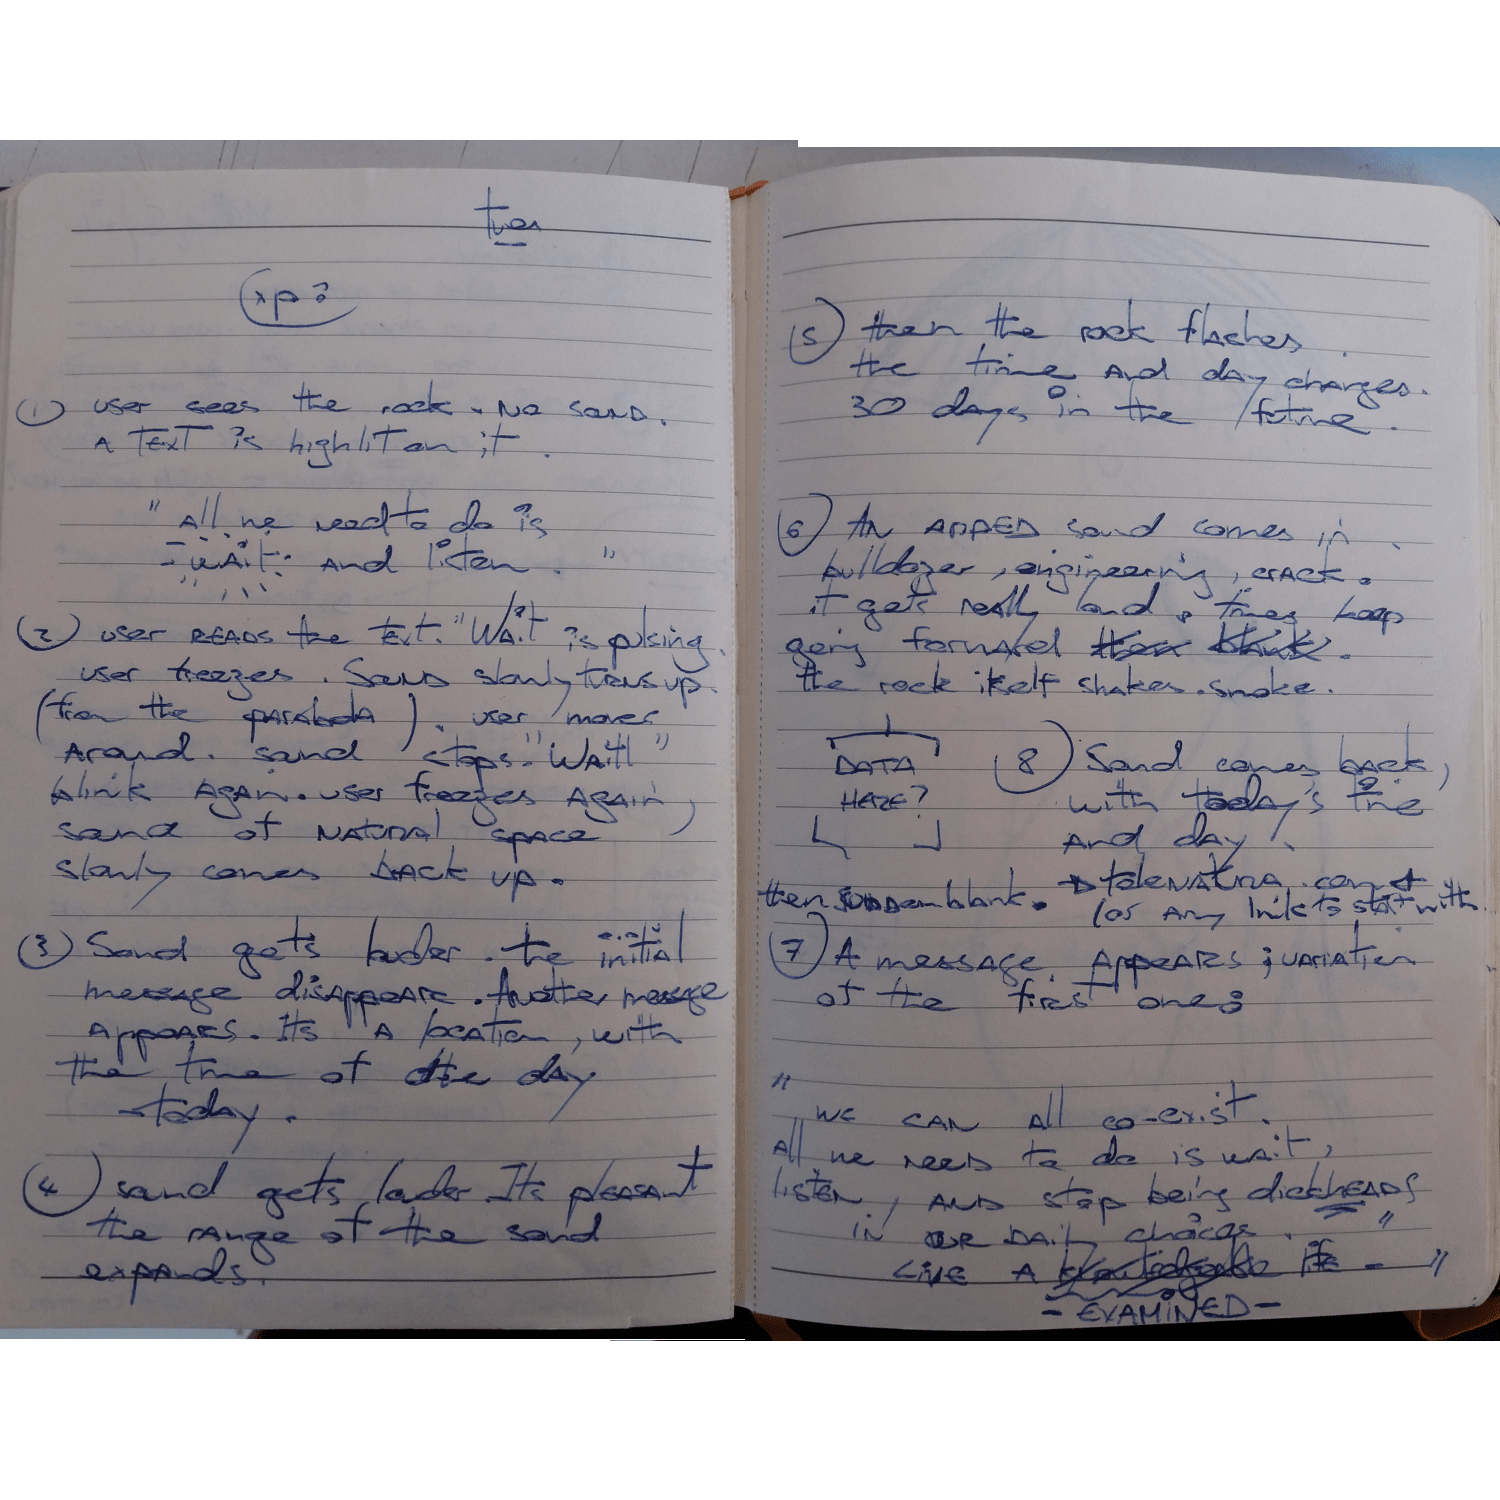 tues
xp:
1) user sees the rock. No sound.
A TEXT is highlit on it.
"All we need to do is
- wait - and listen. "
2) user READS the TEXT. "Wait" is pulsing.
user freezes. Sound slowly turns up.
(from the parabola). user moves
Around. sound stops. "Wait"
blink Again. user freezes Again,
sound of NATURAL space
slowly comes back up.
3) Sound gets louder. the initial
message disappears. Another message
Appears. Its A location, with
the time of the day
today.
4) sound gets louder. Its pleasant
the range of the sound
expands.
5) then the rock flashes.
the time and day changes.
30 days in the future.
6) An ADDED sound comes in.
bulldozer, engineering, crack.
it gets really loud. times keep
going forward then blink.
the rock itself shakes. smoke.
DATA
HERE?
8) Sound comes back,
with today's time
And day!
→ telenatura.com
(or any link to start with
then sudden blank.
7) A message Appears; variation
of the first one:
"we can all co-exist.
All we need to do is wait,
listen, and stop being dickheads
in our daily choices. "
Live A life - "
- EXAMINED -